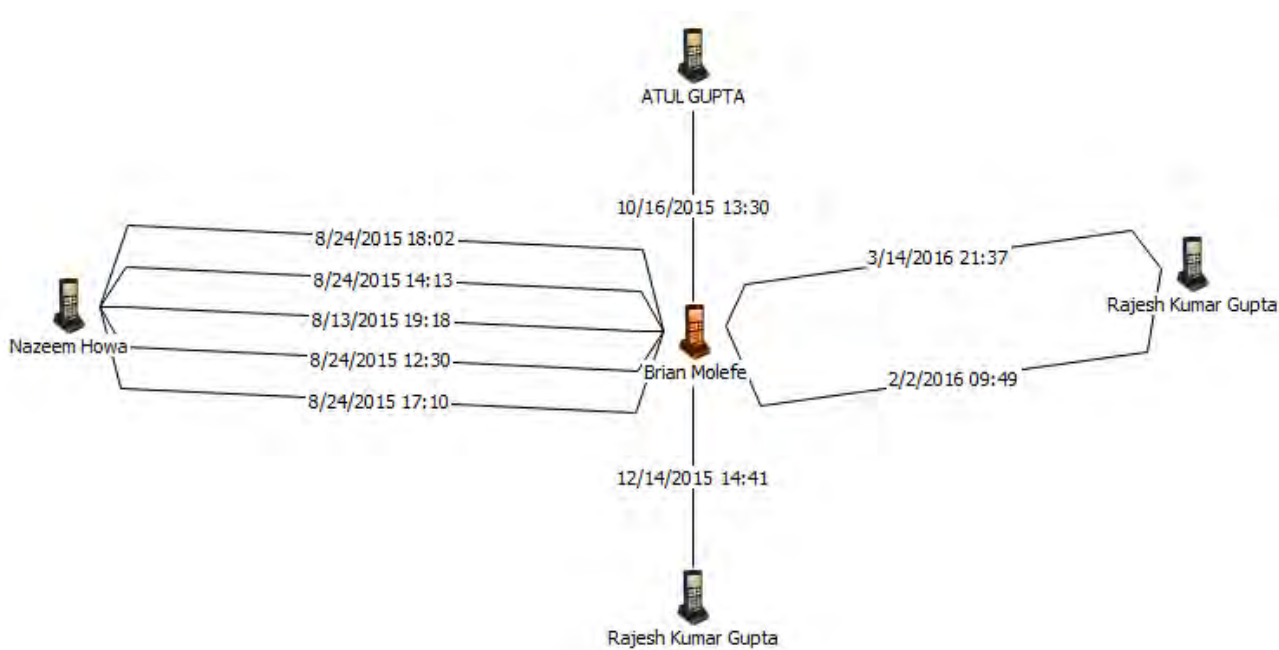 ATUL GUPTA
10/16/2015 13:30
8/24/2015 18:02
3/14/2016 21:37
8/24/2015 14:13
Rajesh Kumar Gupta
8/13/2015 19:18
Nazeem Howa
8/24/2015 12:30
Brian Molefe
2/2/2016 09:49
8/24/2015 17:10
12/14/2015 14:41
Rajesh Kumar Gupta